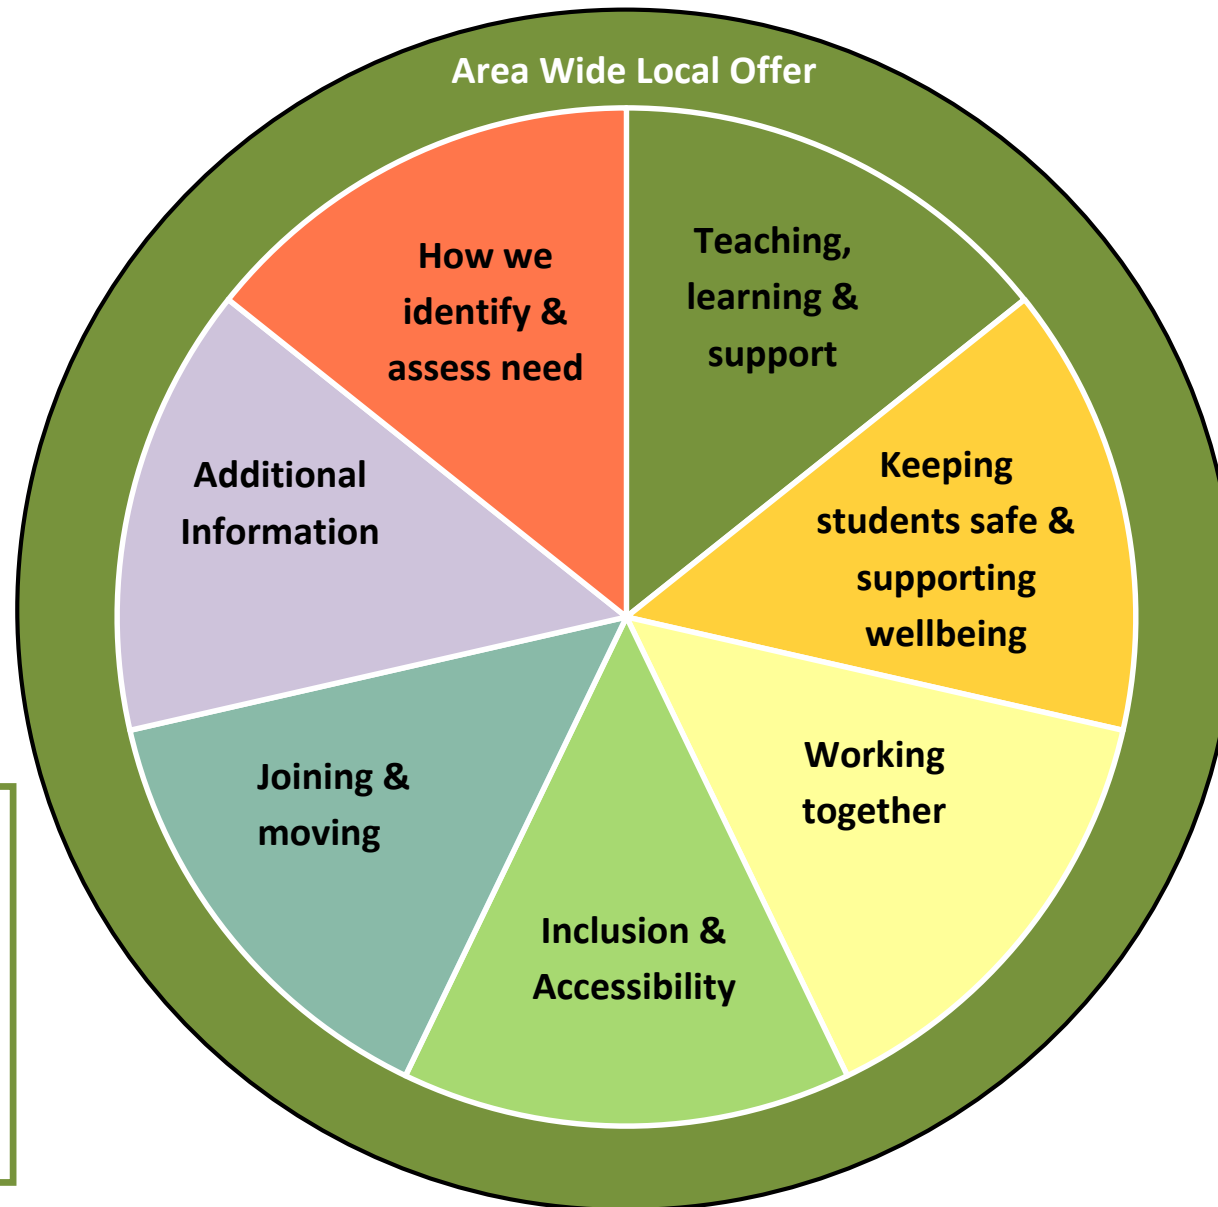 Area Wide Local Offer
How we
identify &
assess need
Teaching,
learning &
support
Keeping
students safe &
supporting
wellbeing
Working
together
Inclusion &
Accessibility
Joining &
moving
Additional
Information